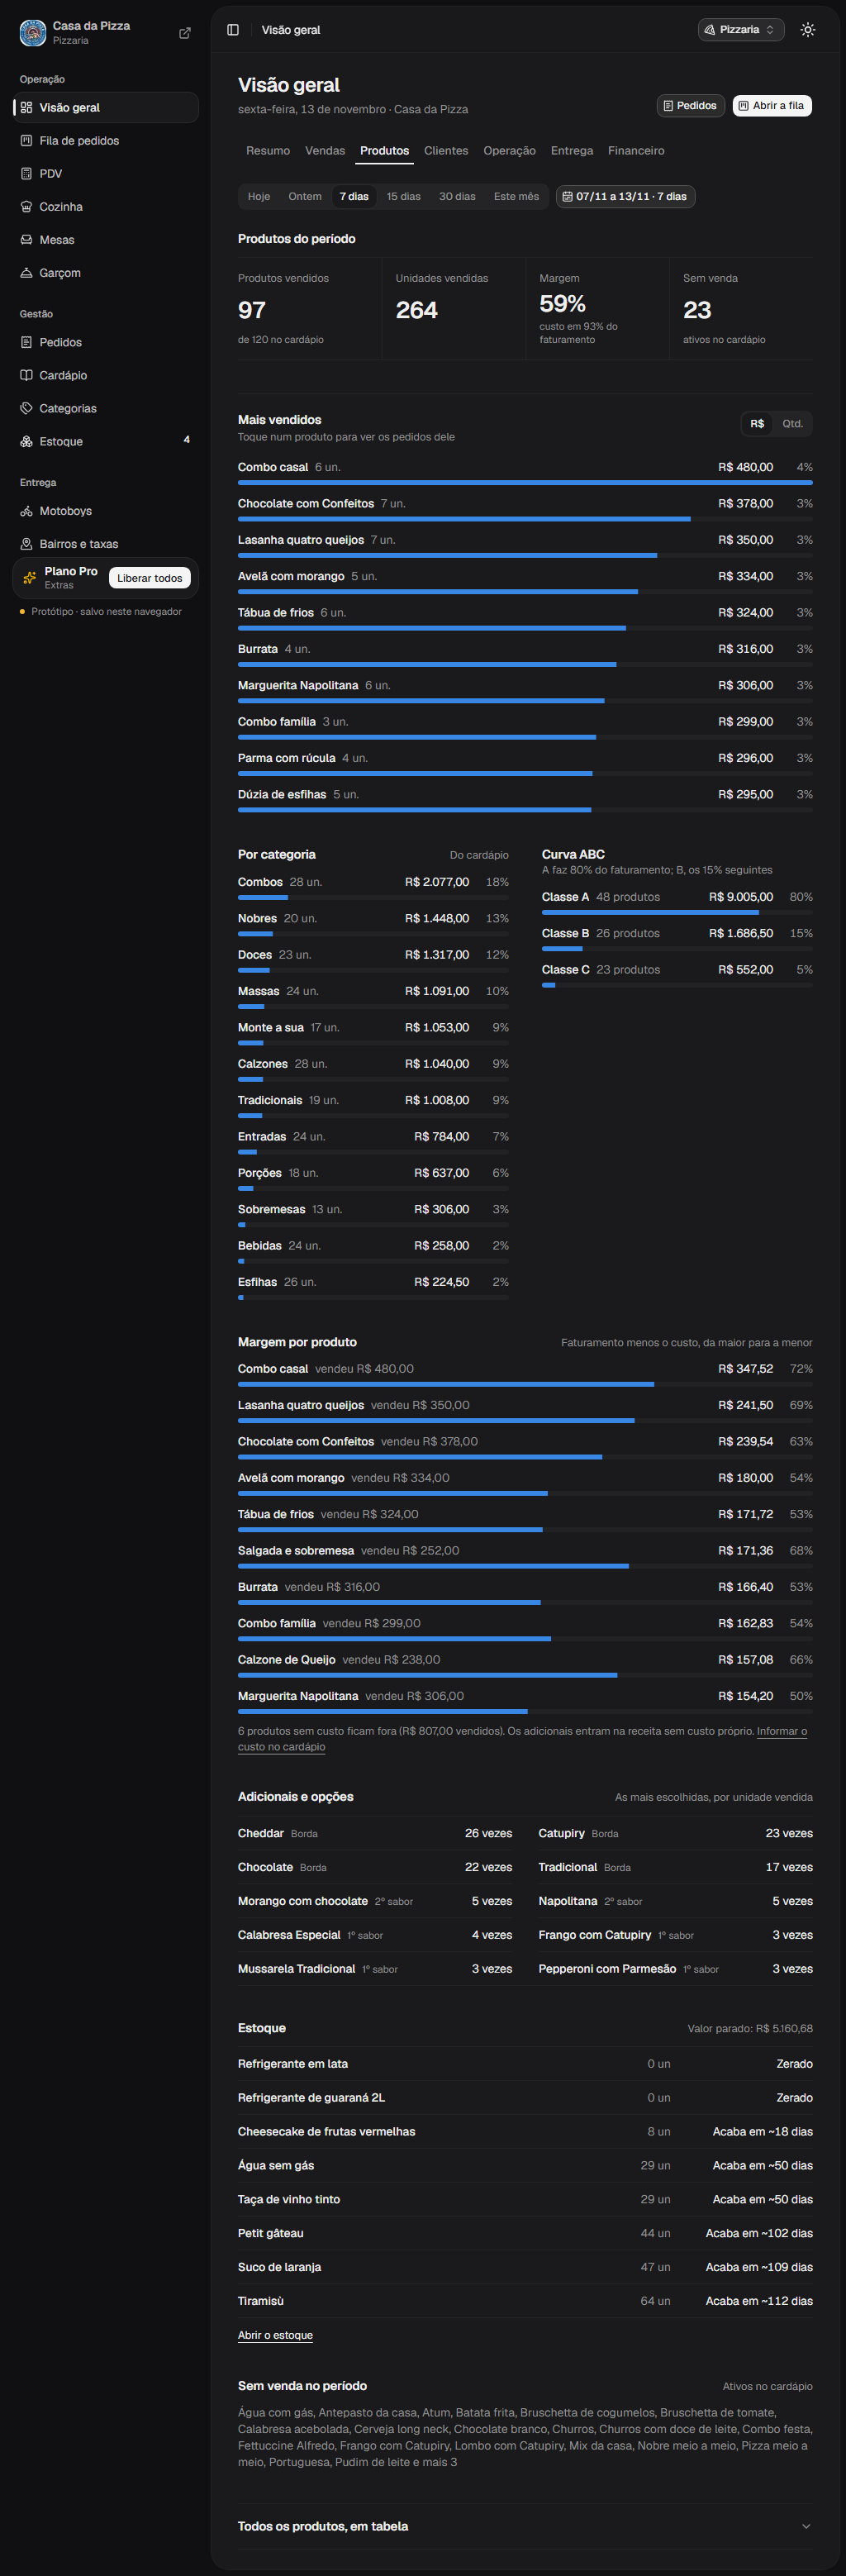 Casa da Pizza
Pizzaria
Operação
Visão geral
Fila de pedidos
PDV
Cozinha
Mesas
Garçom
Gestão
Pedidos
Cardápio
Categorias
Estoque 4
Entrega
Motoboys
Bairros e taxas
Plano Pro
Extras
Liberar todos
Protótipo · salvo neste navegador
Visão geral
Pizzaria
Visão geral
sexta-feira, 13 de novembro · Casa da Pizza
Pedidos
Abrir a fila
Resumo Vendas Produtos Clientes Operação Entrega Financeiro
Hoje Ontem 7 dias 15 dias 30 dias Este mês 07/11 a 13/11 · 7 dias
Produtos do período
Produtos vendidos
97
de 120 no cardápio
Unidades vendidas
264
Margem
59%
custo em 93% do
faturamento
Sem venda
23
ativos no cardápio
Mais vendidos
Toque num produto para ver os pedidos dele
R$ Qtd.
Combo casal 6 un. R$ 480,00 4%
Chocolate com Confeitos 7 un. R$ 378,00 3%
Lasanha quatro queijos 7 un. R$ 350,00 3%
Avelã com morango 5 un. R$ 334,00 3%
Tábua de frios 6 un. R$ 324,00 3%
Burrata 4 un. R$ 316,00 3%
Marguerita Napolitana 6 un. R$ 306,00 3%
Combo família 3 un. R$ 299,00 3%
Parma com rúcula 4 un. R$ 296,00 3%
Dúzia de esfihas 5 un. R$ 295,00 3%
Por categoria Do cardápio
Combos 28 un. R$ 2.077,00 18%
Nobres 20 un. R$ 1.448,00 13%
Doces 23 un. R$ 1.317,00 12%
Massas 24 un. R$ 1.091,00 10%
Monte a sua 17 un. R$ 1.053,00 9%
Calzones 28 un. R$ 1.040,00 9%
Tradicionais 19 un. R$ 1.008,00 9%
Entradas 24 un. R$ 784,00 7%
Porções 18 un. R$ 637,00 6%
Sobremesas 13 un. R$ 306,00 3%
Bebidas 24 un. R$ 258,00 2%
Esfihas 26 un. R$ 224,50 2%
Curva ABC
A faz 80% do faturamento; B, os 15% seguintes
Classe A 48 produtos R$ 9.005,00 80%
Classe B 26 produtos R$ 1.686,50 15%
Classe C 23 produtos R$ 552,00 5%
Margem por produto Faturamento menos o custo, da maior para a menor
Combo casal vendeu R$ 480,00 R$ 347,52 72%
Lasanha quatro queijos vendeu R$ 350,00 R$ 241,50 69%
Chocolate com Confeitos vendeu R$ 378,00 R$ 239,54 63%
Avelã com morango vendeu R$ 334,00 R$ 180,00 54%
Tábua de frios vendeu R$ 324,00 R$ 171,72 53%
Salgada e sobremesa vendeu R$ 252,00 R$ 171,36 68%
Burrata vendeu R$ 316,00 R$ 166,40 53%
Combo família vendeu R$ 299,00 R$ 162,83 54%
Calzone de Queijo vendeu R$ 238,00 R$ 157,08 66%
Marguerita Napolitana vendeu R$ 306,00 R$ 154,20 50%
6 produtos sem custo ficam fora (R$ 807,00 vendidos). Os adicionais entram na receita sem custo próprio. Informar o
custo no cardápio
Adicionais e opções As mais escolhidas, por unidade vendida
Cheddar Borda 26 vezes Catupiry Borda 23 vezes
Chocolate Borda 22 vezes Tradicional Borda 17 vezes
Morango com chocolate 2º sabor 5 vezes Napolitana 2º sabor 5 vezes
Calabresa Especial 1º sabor 4 vezes Frango com Catupiry 1º sabor 3 vezes
Mussarela Tradicional 1º sabor 3 vezes Pepperoni com Parmesão 1º sabor 3 vezes
Estoque Valor parado: R$ 5.160,68
Refrigerante em lata 0 un Zerado
Refrigerante de guaraná 2L 0 un Zerado
Cheesecake de frutas vermelhas 8 un Acaba em ~18 dias
Água sem gás 29 un Acaba em ~50 dias
Taça de vinho tinto 29 un Acaba em ~50 dias
Petit gâteau 44 un Acaba em ~102 dias
Suco de laranja 47 un Acaba em ~109 dias
Tiramisù 64 un Acaba em ~112 dias
Abrir o estoque
Sem venda no período Ativos no cardápio
Água com gás, Antepasto da casa, Atum, Batata frita, Bruschetta de cogumelos, Bruschetta de tomate,
Calabresa acebolada, Cerveja long neck, Chocolate branco, Churros, Churros com doce de leite, Combo festa,
Fettuccine Alfredo, Frango com Catupiry, Lombo com Catupiry, Mix da casa, Nobre meio a meio, Pizza meio a
meio, Portuguesa, Pudim de leite e mais 3
Todos os produtos, em tabela